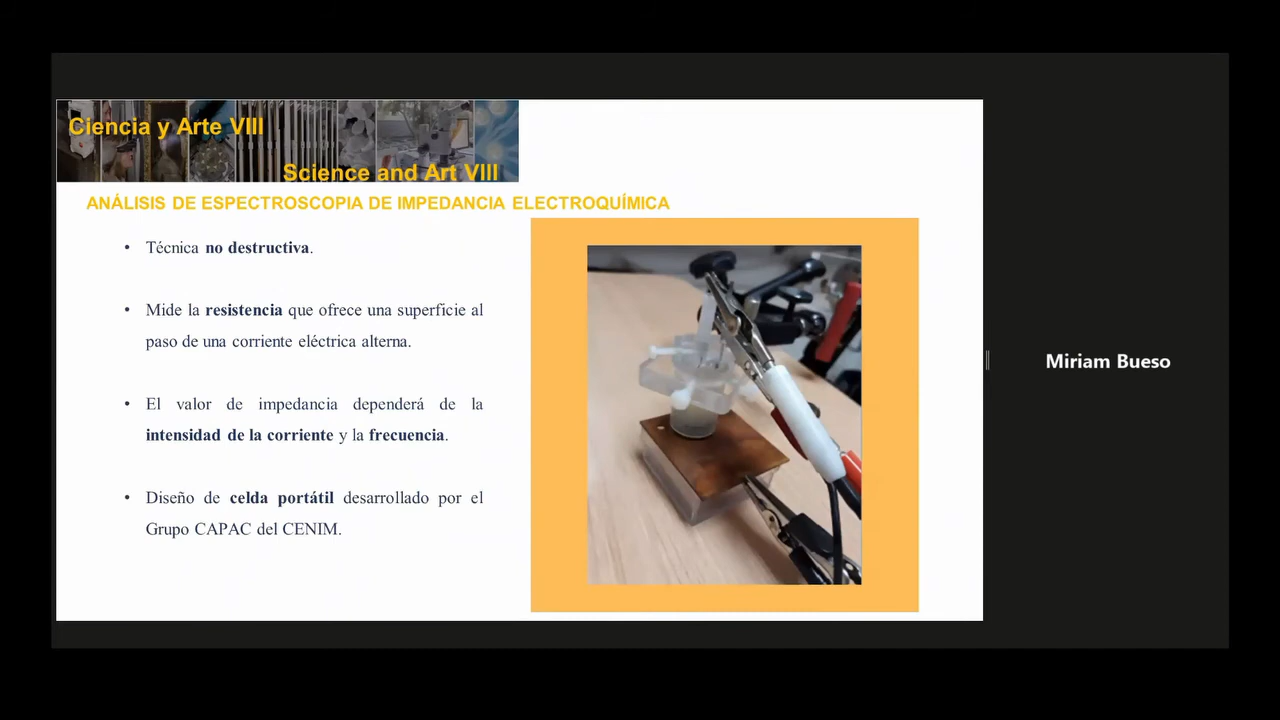 Ciencia y Arte VIII
Science and Art VIII
ANÁLISIS DE ESPECTROSCOPIA DE IMPEDANCIA ELECTROQUÍMICA
• Técnica no destructiva.
• Mide la resistencia que ofrece una superficie al
paso de una corriente eléctrica alterna.
• El valor de impedancia dependerá de la
intensidad de la corriente y la frecuencia.
• Diseño de celda portátil desarrollado por el
Grupo CAPAC del CENIM.
Miriam Bueso